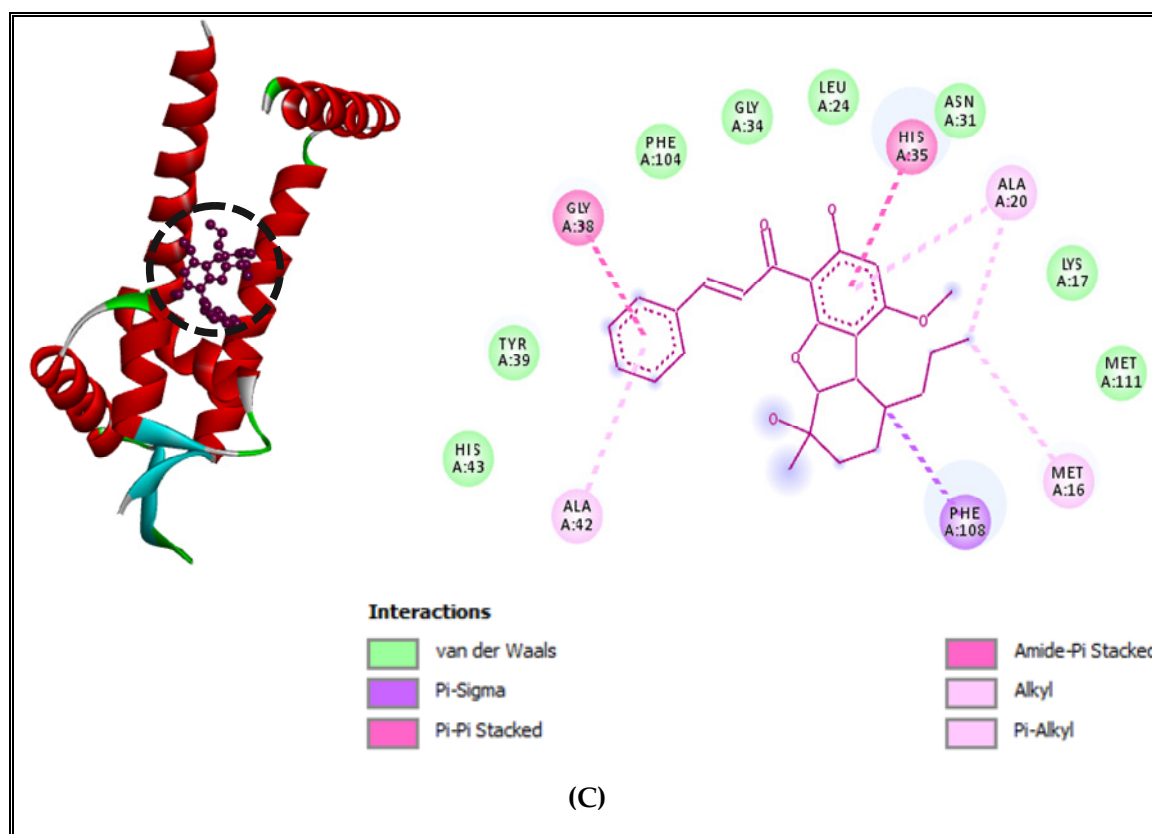 LEU
A:24
ASN
A:31
GLY
A:34
HIS
A:35
PHE
A:104
ALA
A:20
GLY
A:38
O
O
LYS
A:17
O
TYR
A:39
O
MET
A:111
O
HIS
A:43
MET
A:16
ALA
A:42
PHE
A:108
Interactions
van der Waals
Pi-Sigma
Pi-Pi Stacked
Amide-Pi Stacked
Alkyl
Pi-Alkyl
(C)